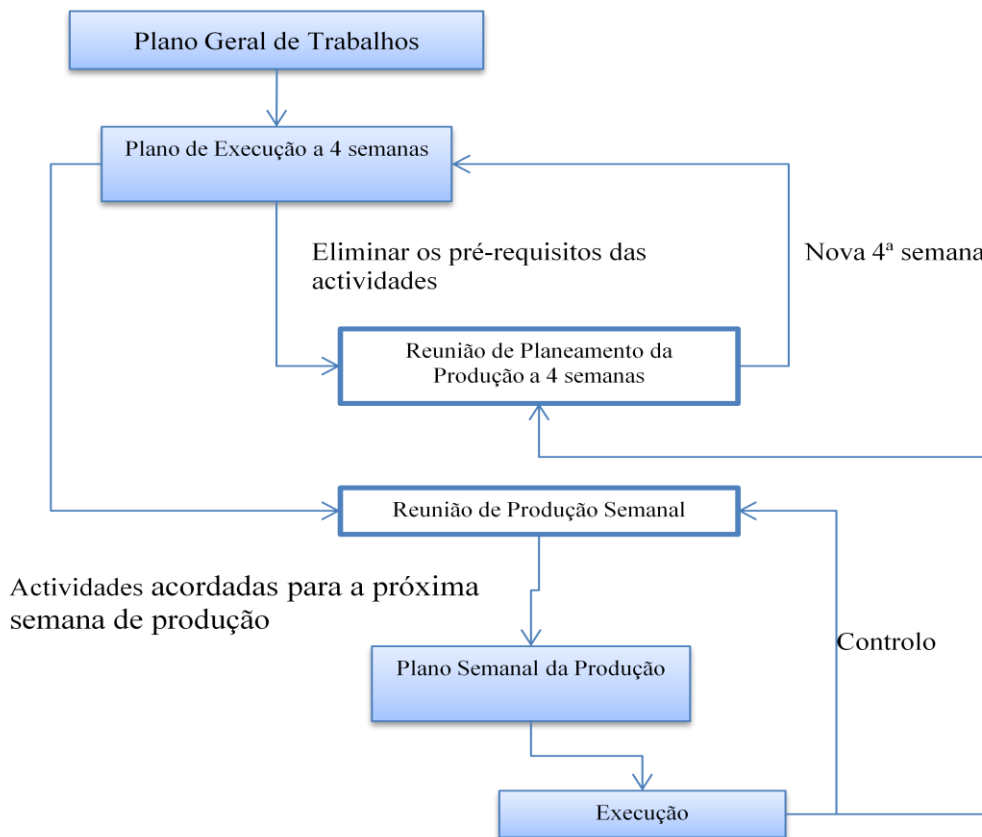 Plano Geral de Trabalhos
Plano de Execução a 4 semanas
Eliminar os pré-requisitos das
actividades
Nova 4ª semana
Reunião de Planeamento da
Produção a 4 semanas
Reunião de Produção Semanal
Actividades acordadas para a próxima
semana de produção
Plano Semanal da Produção
Controlo
Execução